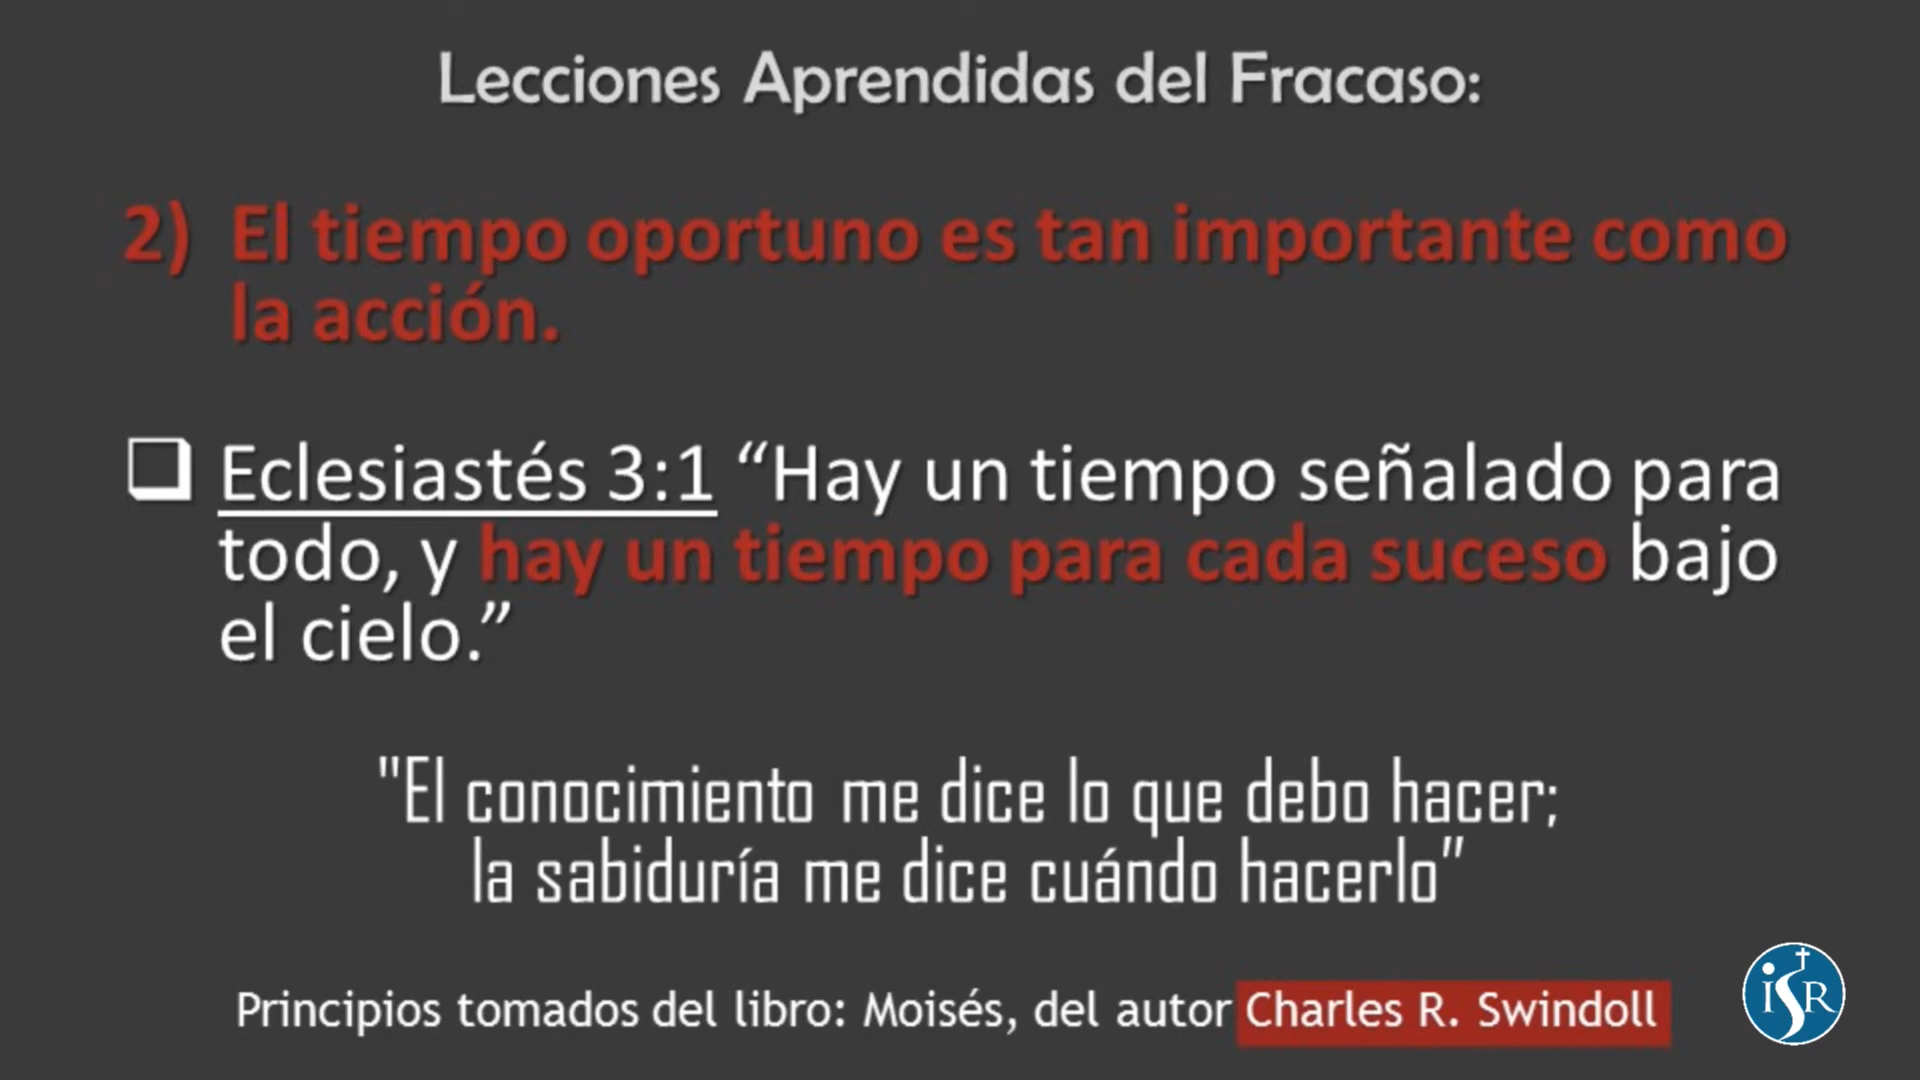 Lecciones Aprendidas del Fracaso:
2) El tiempo oportuno es tan importante como
la acción.
Eclesiastés 3:1 “Hay un tiempo señalado para
todo, y hay un tiempo para cada suceso bajo
el cielo.”
"El conocimiento me dice lo que debo hacer;
la sabiduría me dice cuándo hacerlo”
Principios tomados del libro: Moisés, del autor Charles R. Swindoll
iSR